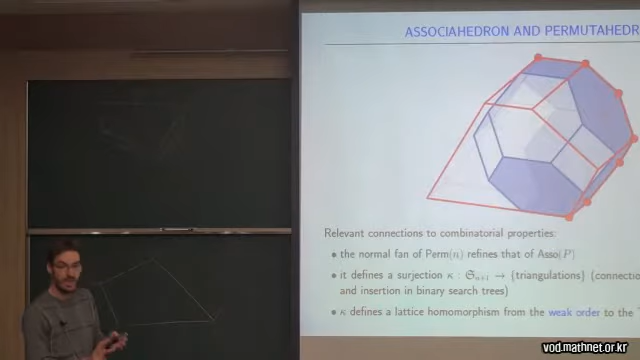 ASSOCIAHEDRON AND PERMUTAHEDR
Relevant connections to combinatorial properties:
• the normal fan of Perm(n) refines that of Asso(P)
• it defines a surjection κ : 𝔖ₙ₊₁ → {triangulations} (connectio
and insertion in binary search trees)
• κ defines a lattice homomorphism from the weak order to the
vod.mathnet.or.kr